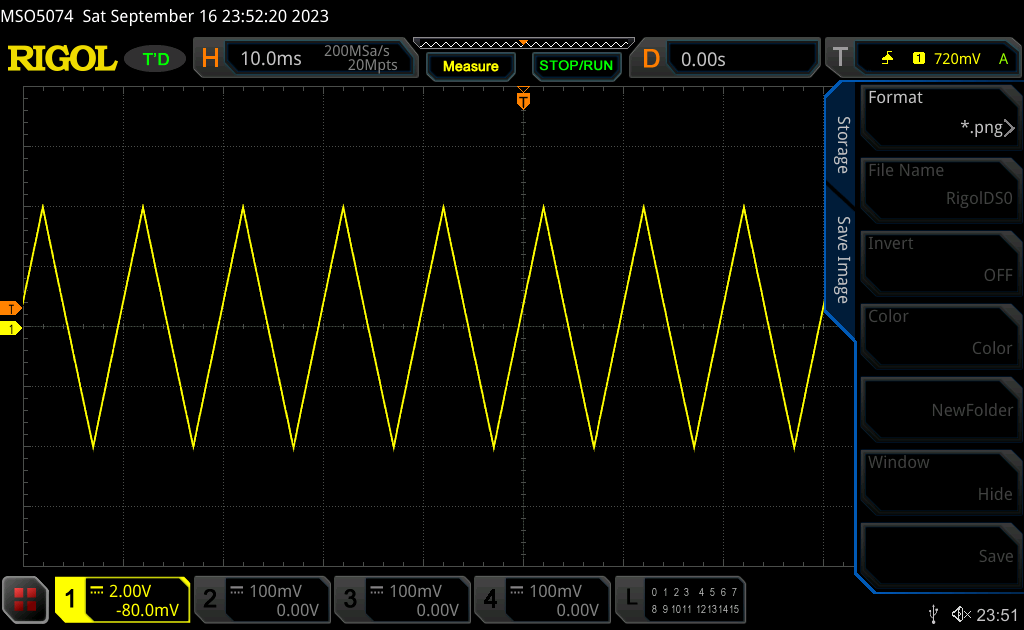 MSO5074 Sat September 16 23:52:20 2023
RIGOL T'D H 10.0ms 200MSa/s 20Mpts Measure STOP/RUN D 0.00s T 1 720mV A
T
Storage
Save Image
Format
*.png>
File Name
RigolDS0
Invert
OFF
Color
Color
NewFolder
Window
Hide
Save
T
1
1 2.00V -80.0mV
2 100mV 0.00V
3 100mV 0.00V
4 100mV 0.00V
L 0 1 2 3 4 5 6 7
8 9 10 11 12 13 14 15
23:51